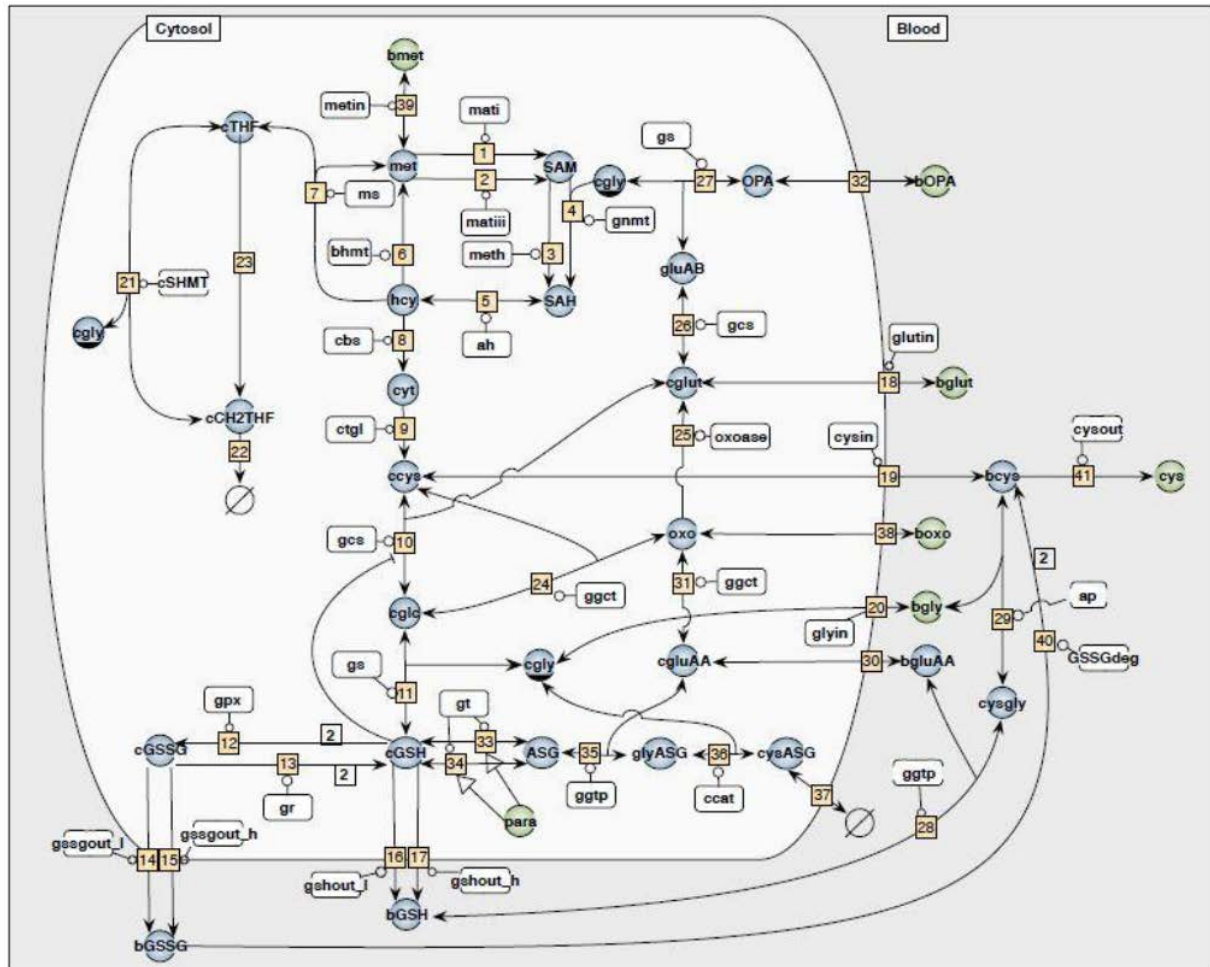 Cytosol
Blood
bmet
metin
39
mati
cTHF
met
1
SAM
gs
2
cgly
27
OPA
32
bOPA
7
ms
matiii
4
gnmt
bhmt
6
meth
3
23
gluAB
21
cSHMT
hcy
5
SAH
cgly
cbs
8
ah
26
gcs
glutin
cyt
cglut
18
bglut
cCH2THF
ctgl
9
25
oxoase
cysin
cysout
22
ccys
19
bcys
41
cys
gcs
10
oxo
38
boxo
2
24
ggct
31
ggct
cglc
20
bgly
29
ap
glyin
40
gs
cgly
cgluAA
30
bgluAA
GSSGdeg
11
gpx
gt
cysgly
cGSSG
12
2
cGSH
33
ASG
35
glyASG
36
cysASG
13
2
34
gr
ggtp
ccat
37
ggtp
para
28
gssgout_l
gssgout_h
14
15
16
17
gshout_l
gshout_h
bGSH
bGSSG